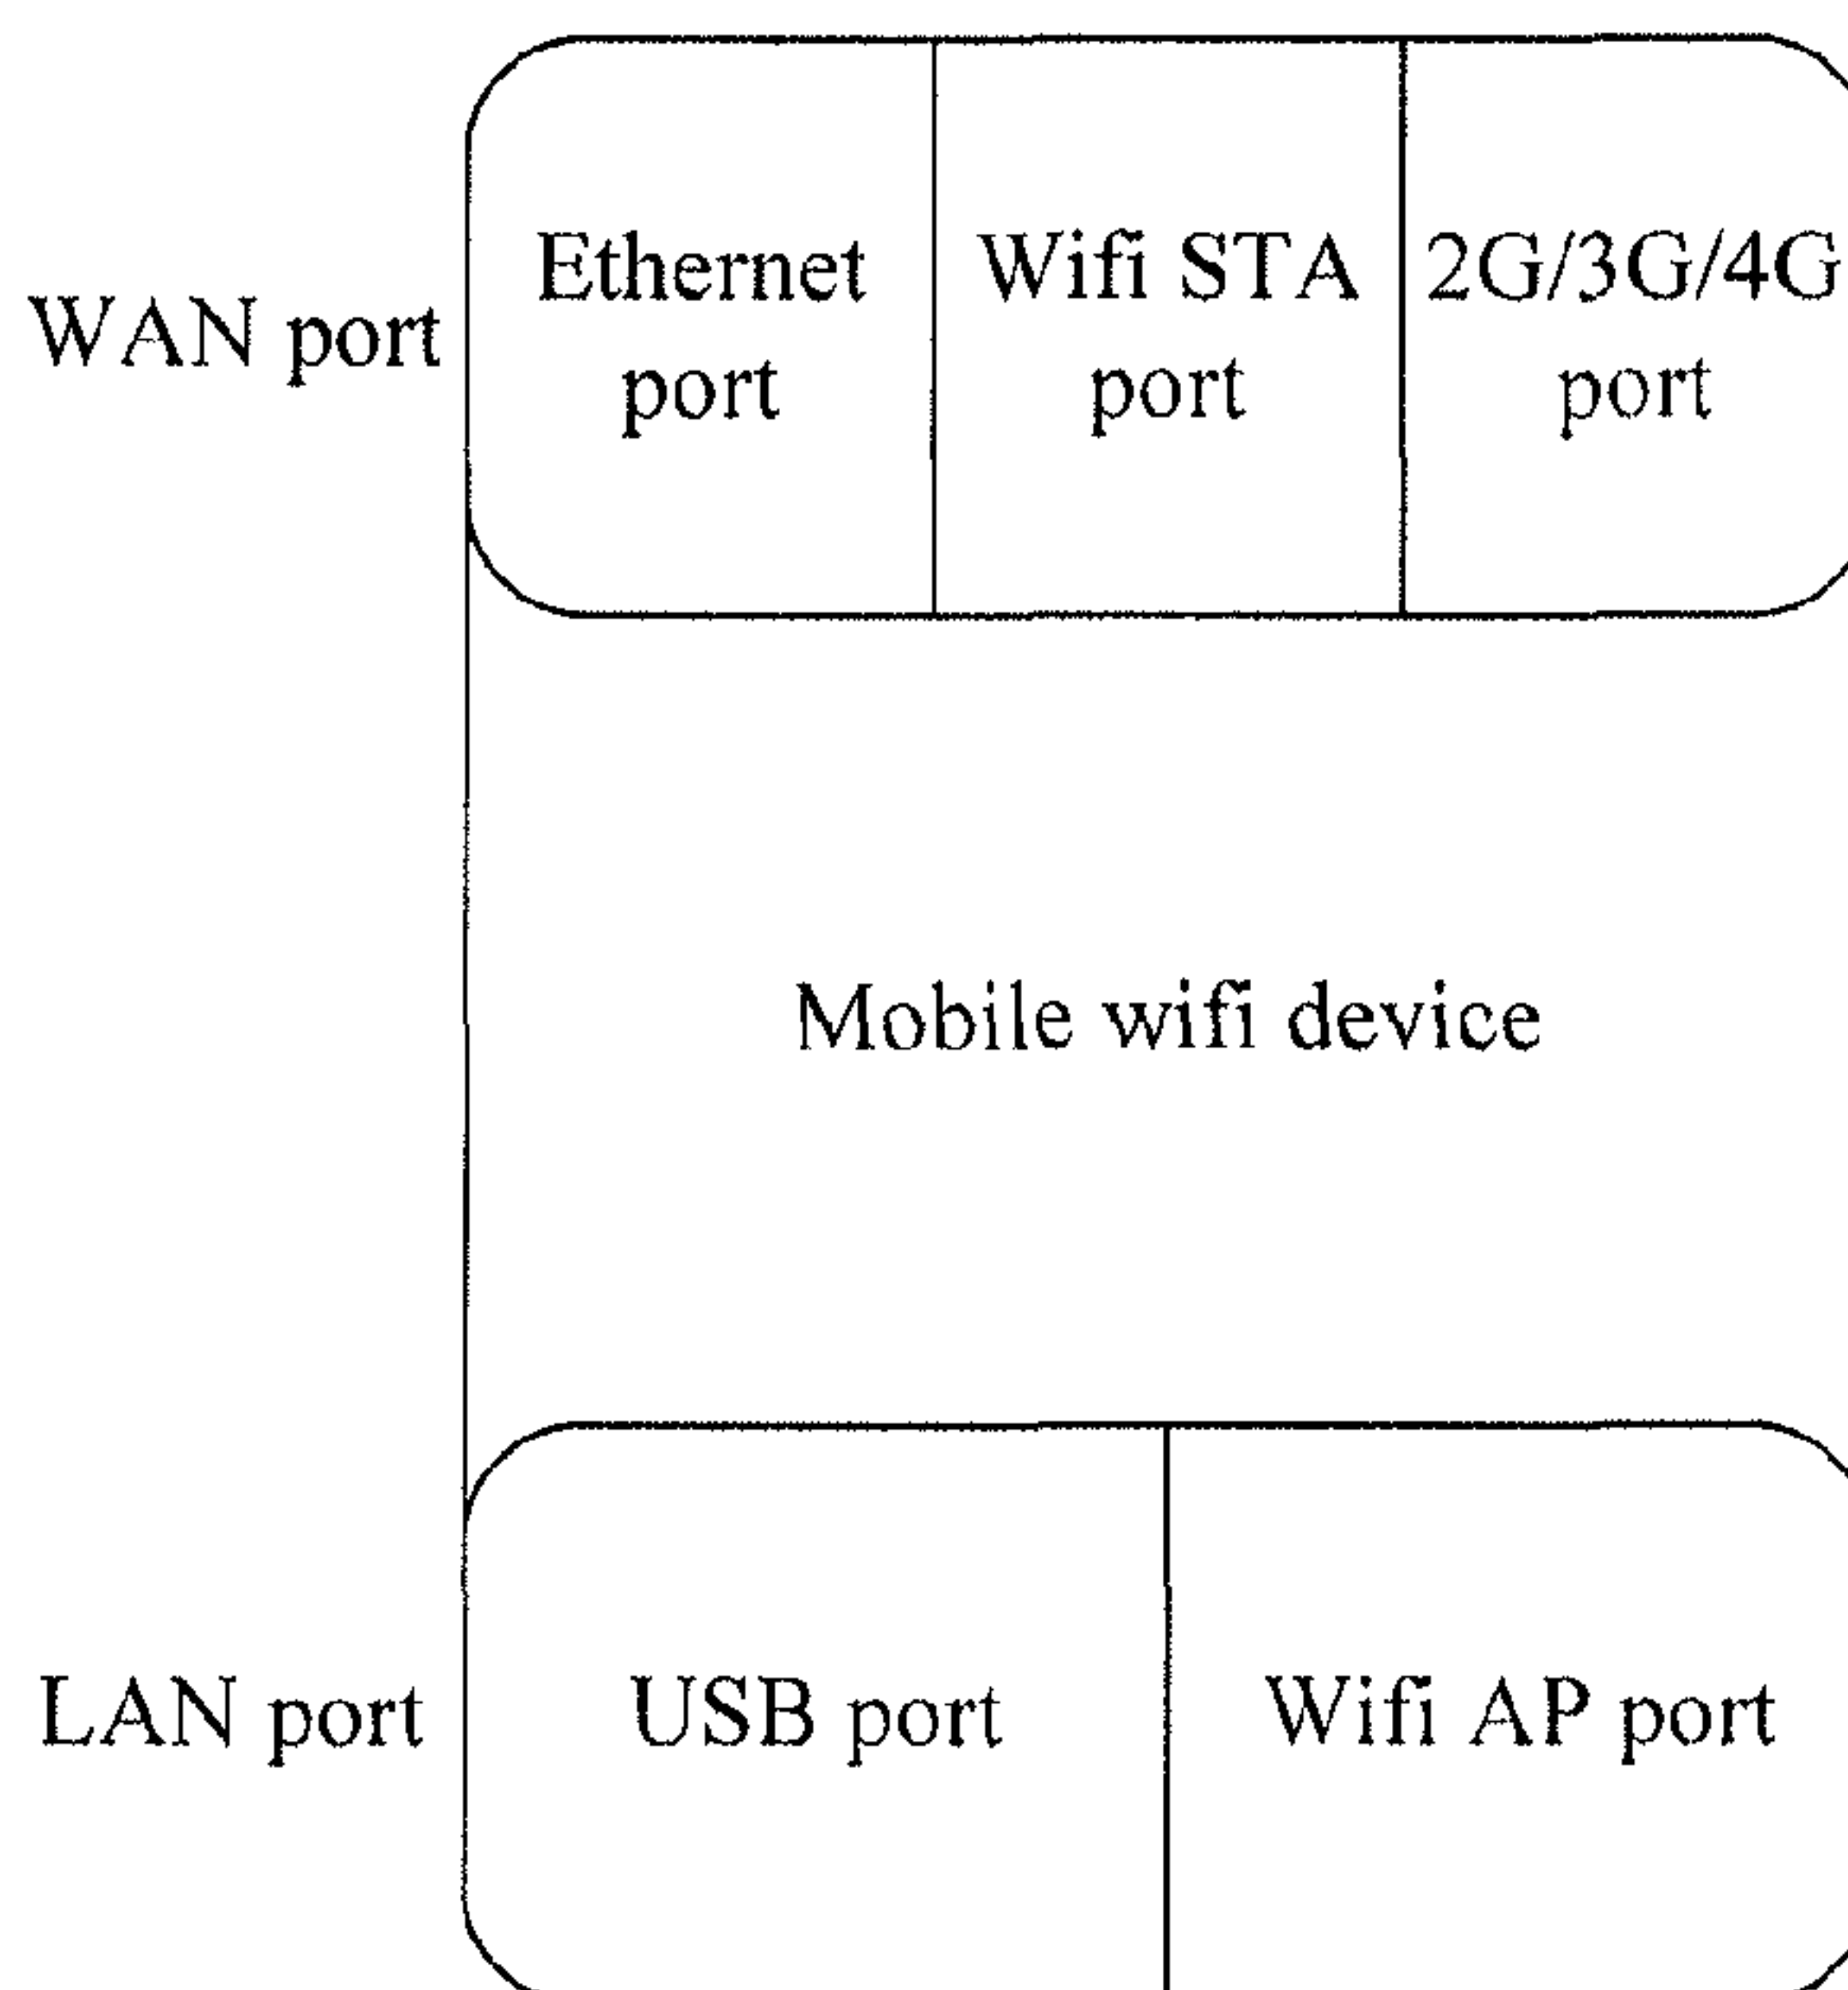 WAN port
Ethernet
port
Wifi STA
port
2G/3G/4G
port
Mobile wifi device
LAN port
USB port
Wifi AP port